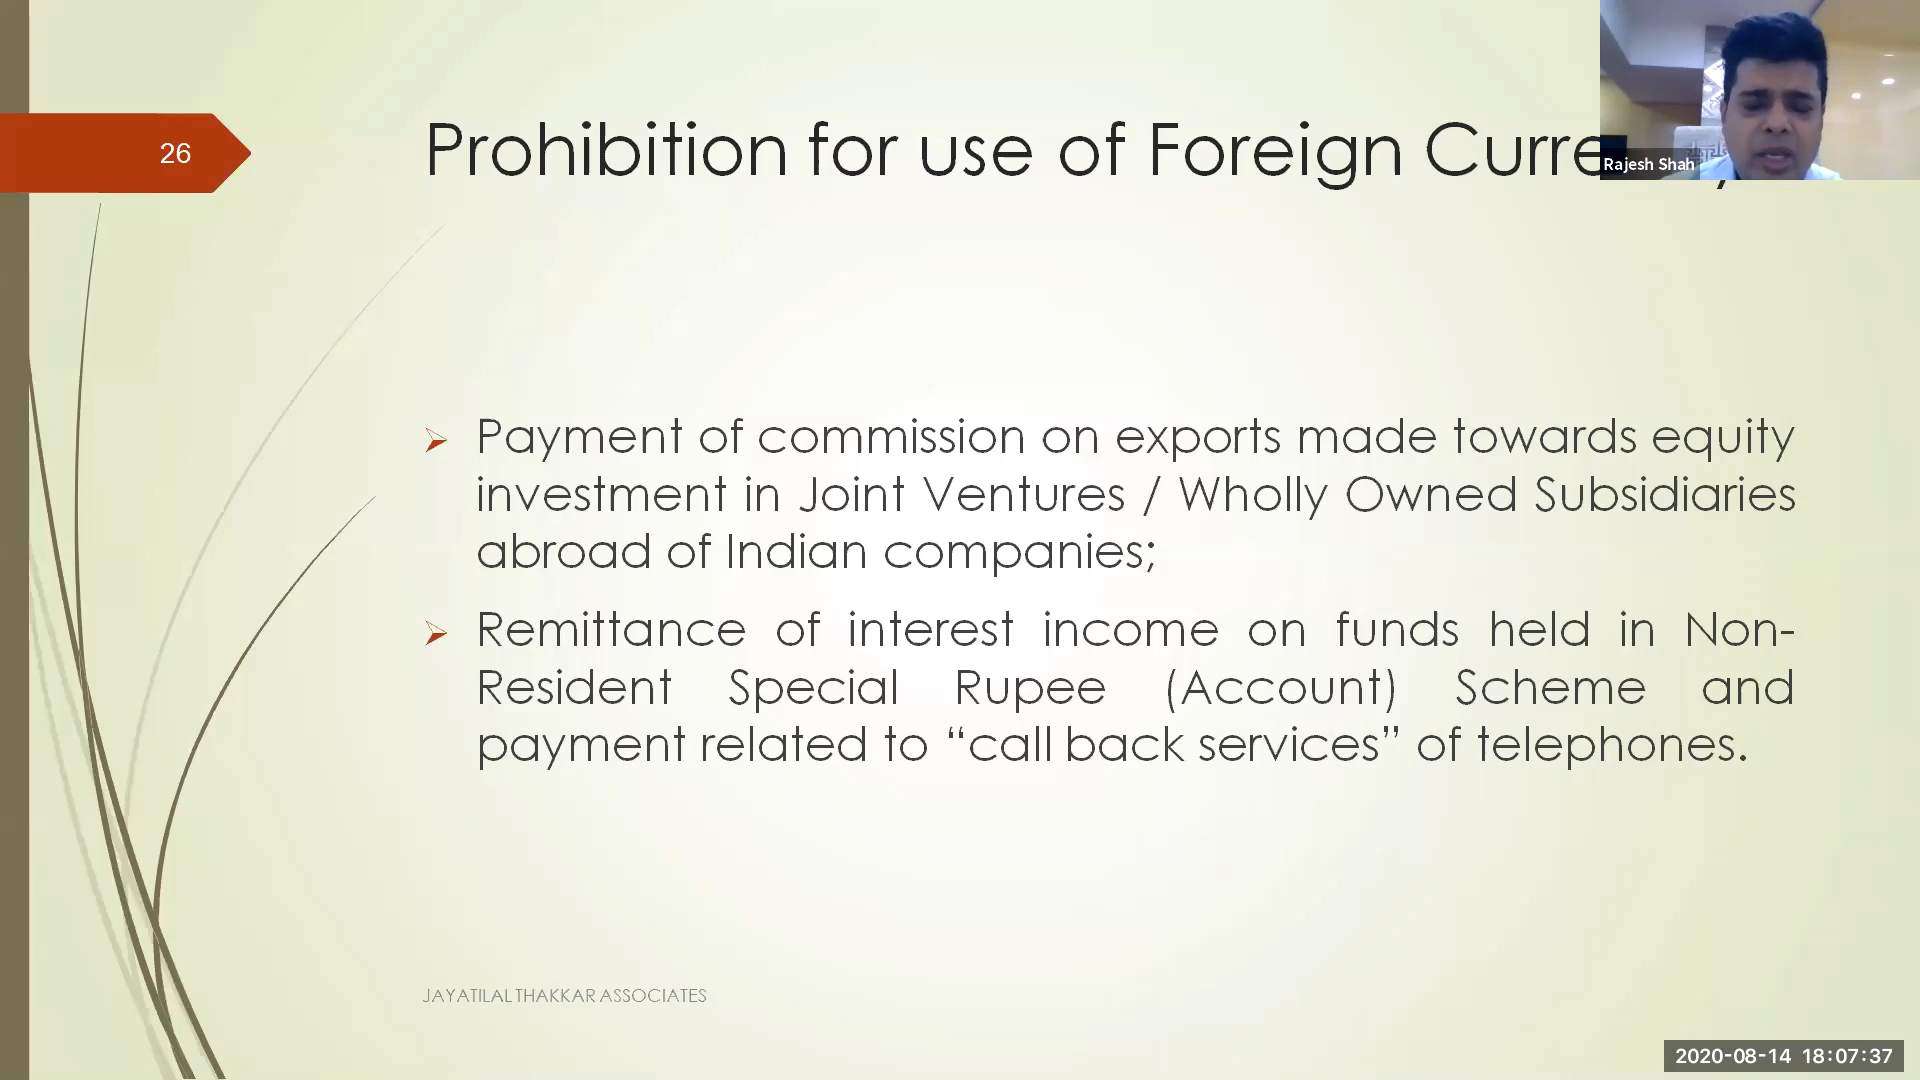 26
Prohibition for use of Foreign
Rajesh Shah
➢ Payment of commission on exports made towards equity
investment in Joint Ventures / Wholly Owned Subsidiaries
abroad of Indian companies;
➢ Remittance of interest income on funds held in Non-
Resident Special Rupee (Account) Scheme and
payment related to “call back services” of telephones.
JAYATILAL THAKKAR ASSOCIATES
2020-08-14 18:07:37